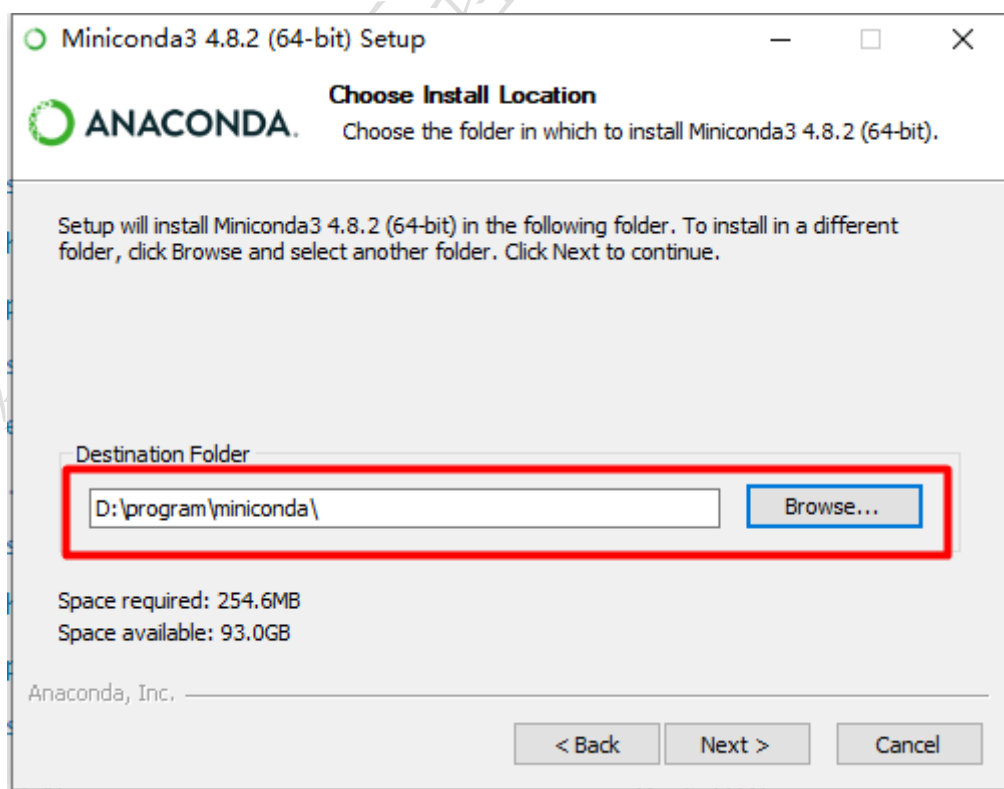 Miniconda3 4.8.2 (64-bit) Setup
ANACONDA.
Choose Install Location
Choose the folder in which to install Miniconda3 4.8.2 (64-bit).
Setup will install Miniconda3 4.8.2 (64-bit) in the following folder. To install in a different
folder, click Browse and select another folder. Click Next to continue.
Destination Folder
D:\program\miniconda\
Browse...
Space required: 254.6MB
Space available: 93.0GB
Anaconda, Inc.
< Back
Next >
Cancel